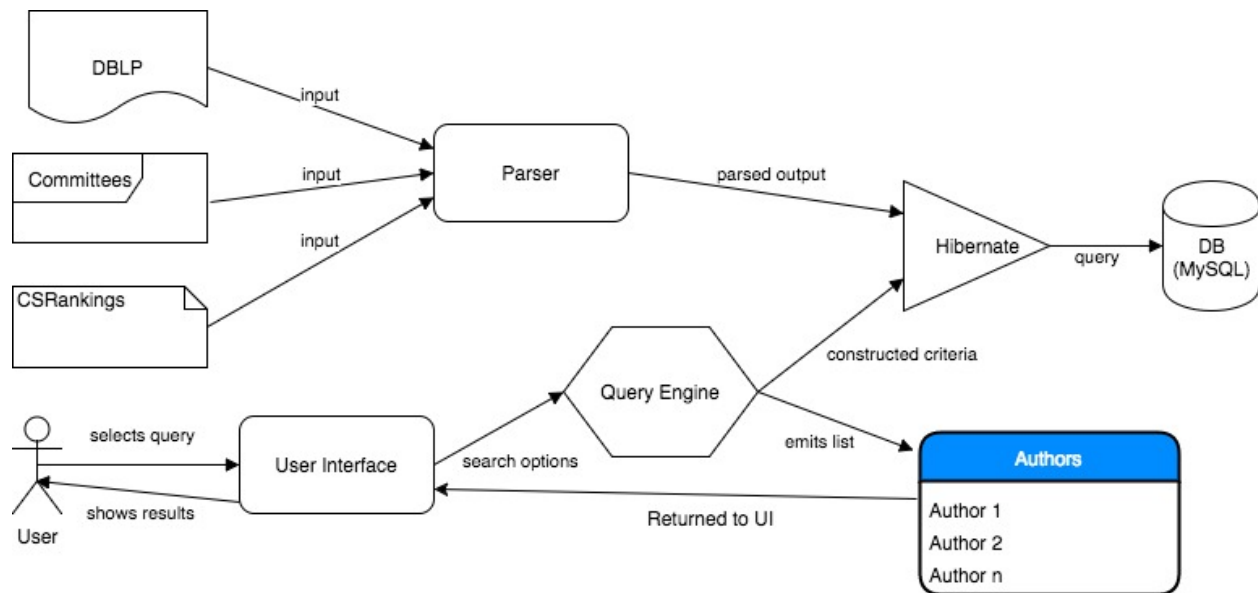 DBLP
input
Committees
input
Parser
parsed output
input
Hibernate
query
DB
(MySQL)
CSRankings
constructed criteria
Query Engine
selects query
User Interface
search options
emits list
Authors
shows results
Returned to UI
User
Author 1
Author 2
Author n